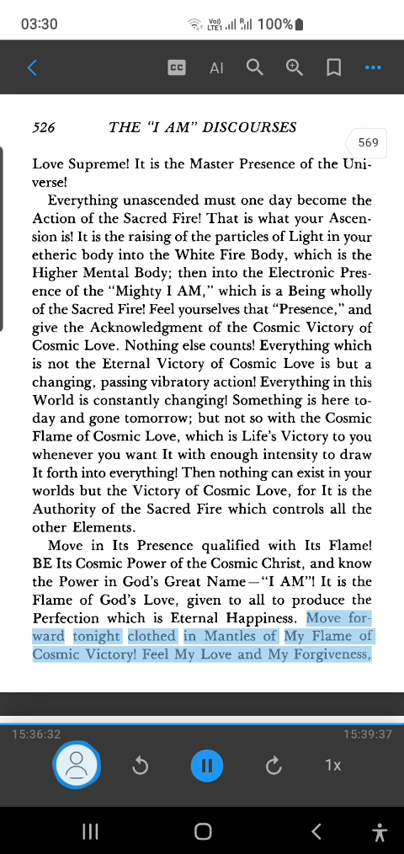 03:30
Vo)) LTE1 R 100%
CC AI
526 THE "I AM" DISCOURSES
569
Love Supreme! It is the Master Presence of the Uni-
verse!
Everything unascended must one day become the
Action of the Sacred Fire! That is what your Ascen-
sion is! It is the raising of the particles of Light in your
etheric body into the White Fire Body, which is the
Higher Mental Body; then into the Electronic Pres-
ence of the "Mighty I AM," which is a Being wholly
of the Sacred Fire! Feel yourselves that "Presence," and
give the Acknowledgment of the Cosmic Victory of
Cosmic Love. Nothing else counts! Everything which
is not the Eternal Victory of Cosmic Love is but a
changing, passing vibratory action! Everything in this
World is constantly changing! Something is here to-
day and gone tomorrow; but not so with the Cosmic
Flame of Cosmic Love, which is Life's Victory to you
whenever you want It with enough intensity to draw
It forth into everything! Then nothing can exist in your
worlds but the Victory of Cosmic Love, for It is the
Authority of the Sacred Fire which controls all the
other Elements.
Move in Its Presence qualified with Its Flame!
BE Its Cosmic Power of the Cosmic Christ, and know
the Power in God's Great Name—"I AM"! It is the
Flame of God's Love, given to all to produce the
Perfection which is Eternal Happiness. Move for-
ward tonight clothed in Mantles of My Flame of
Cosmic Victory! Feel My Love and My Forgiveness,
15:36:32 15:39:37
1x